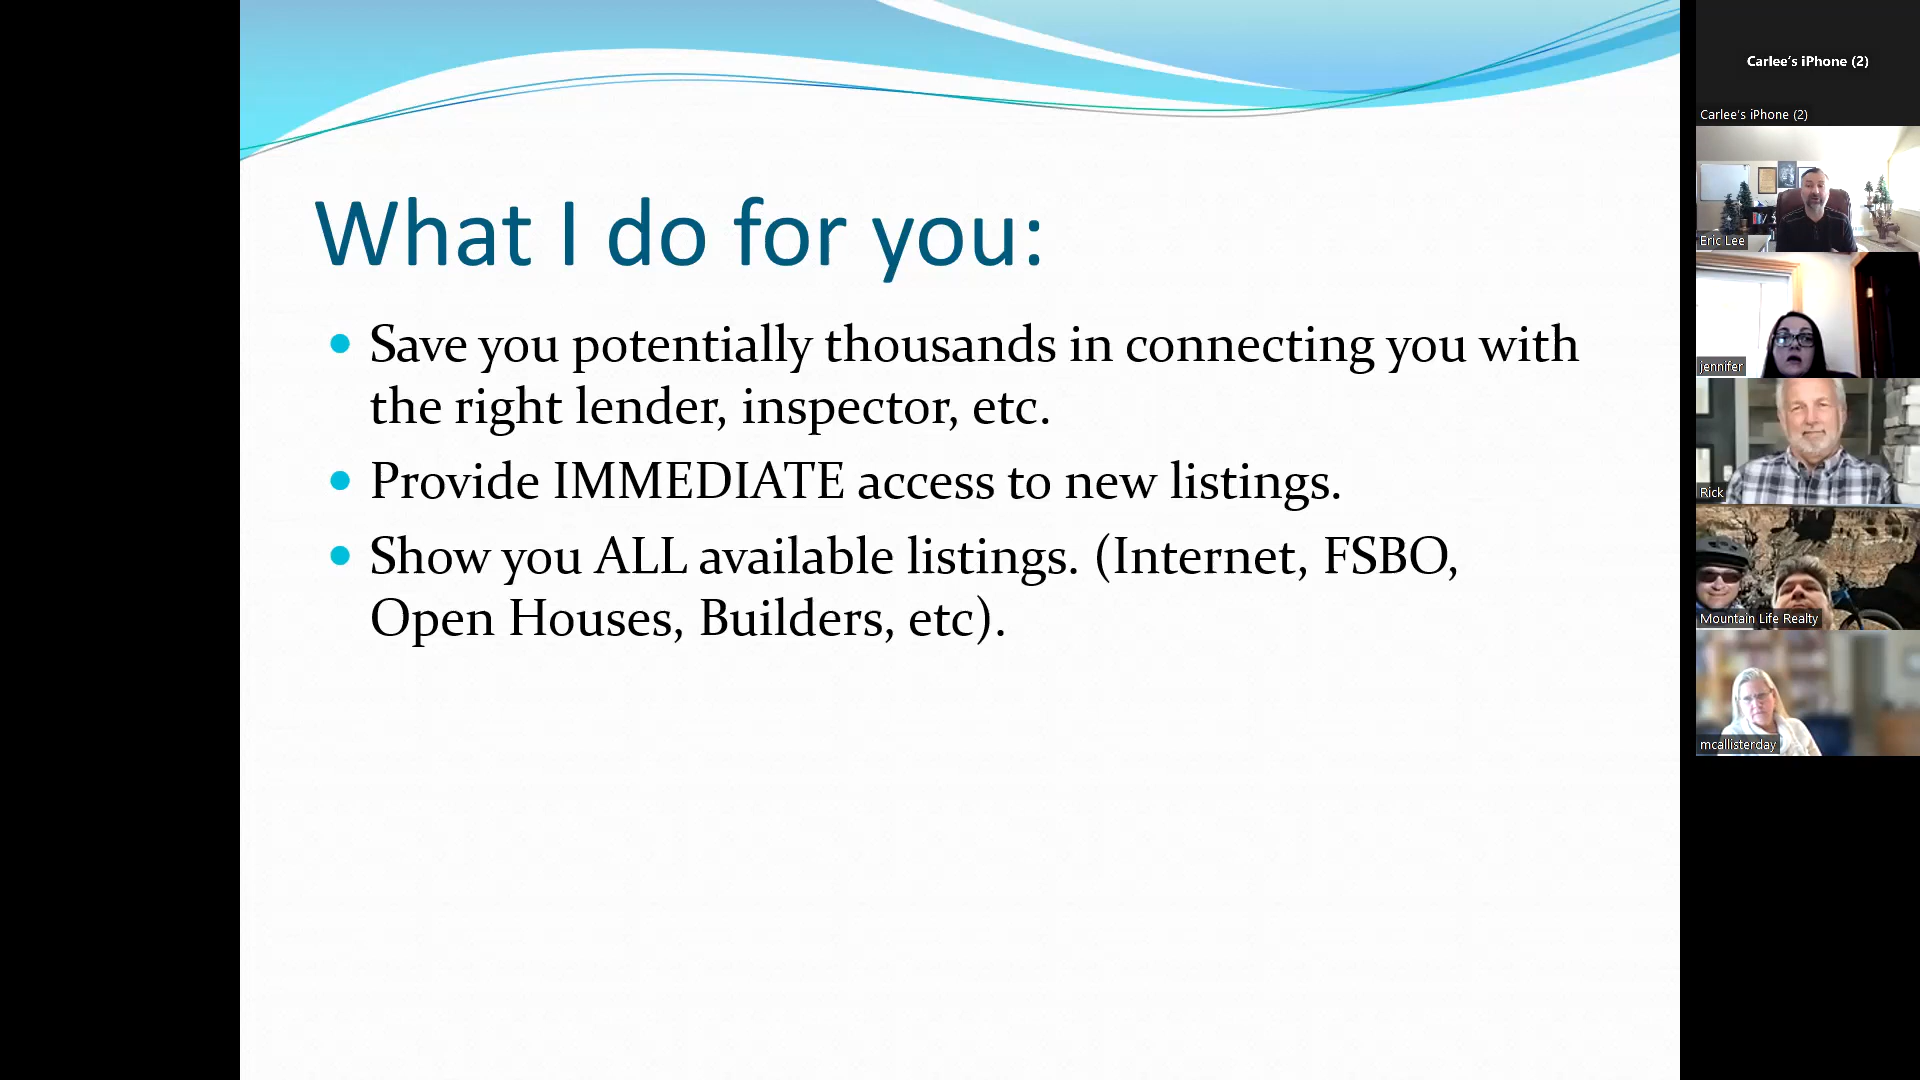 What I do for you:
Save you potentially thousands in connecting you with
the right lender, inspector, etc.
Provide IMMEDIATE access to new listings.
Show you ALL available listings. (Internet, FSBO,
Open Houses, Builders, etc).
Carlee's iPhone (2)
Carlee's iPhone (2)
Eric Lee
jennifer
Rick
Mountain Life Realty
mcallisterday